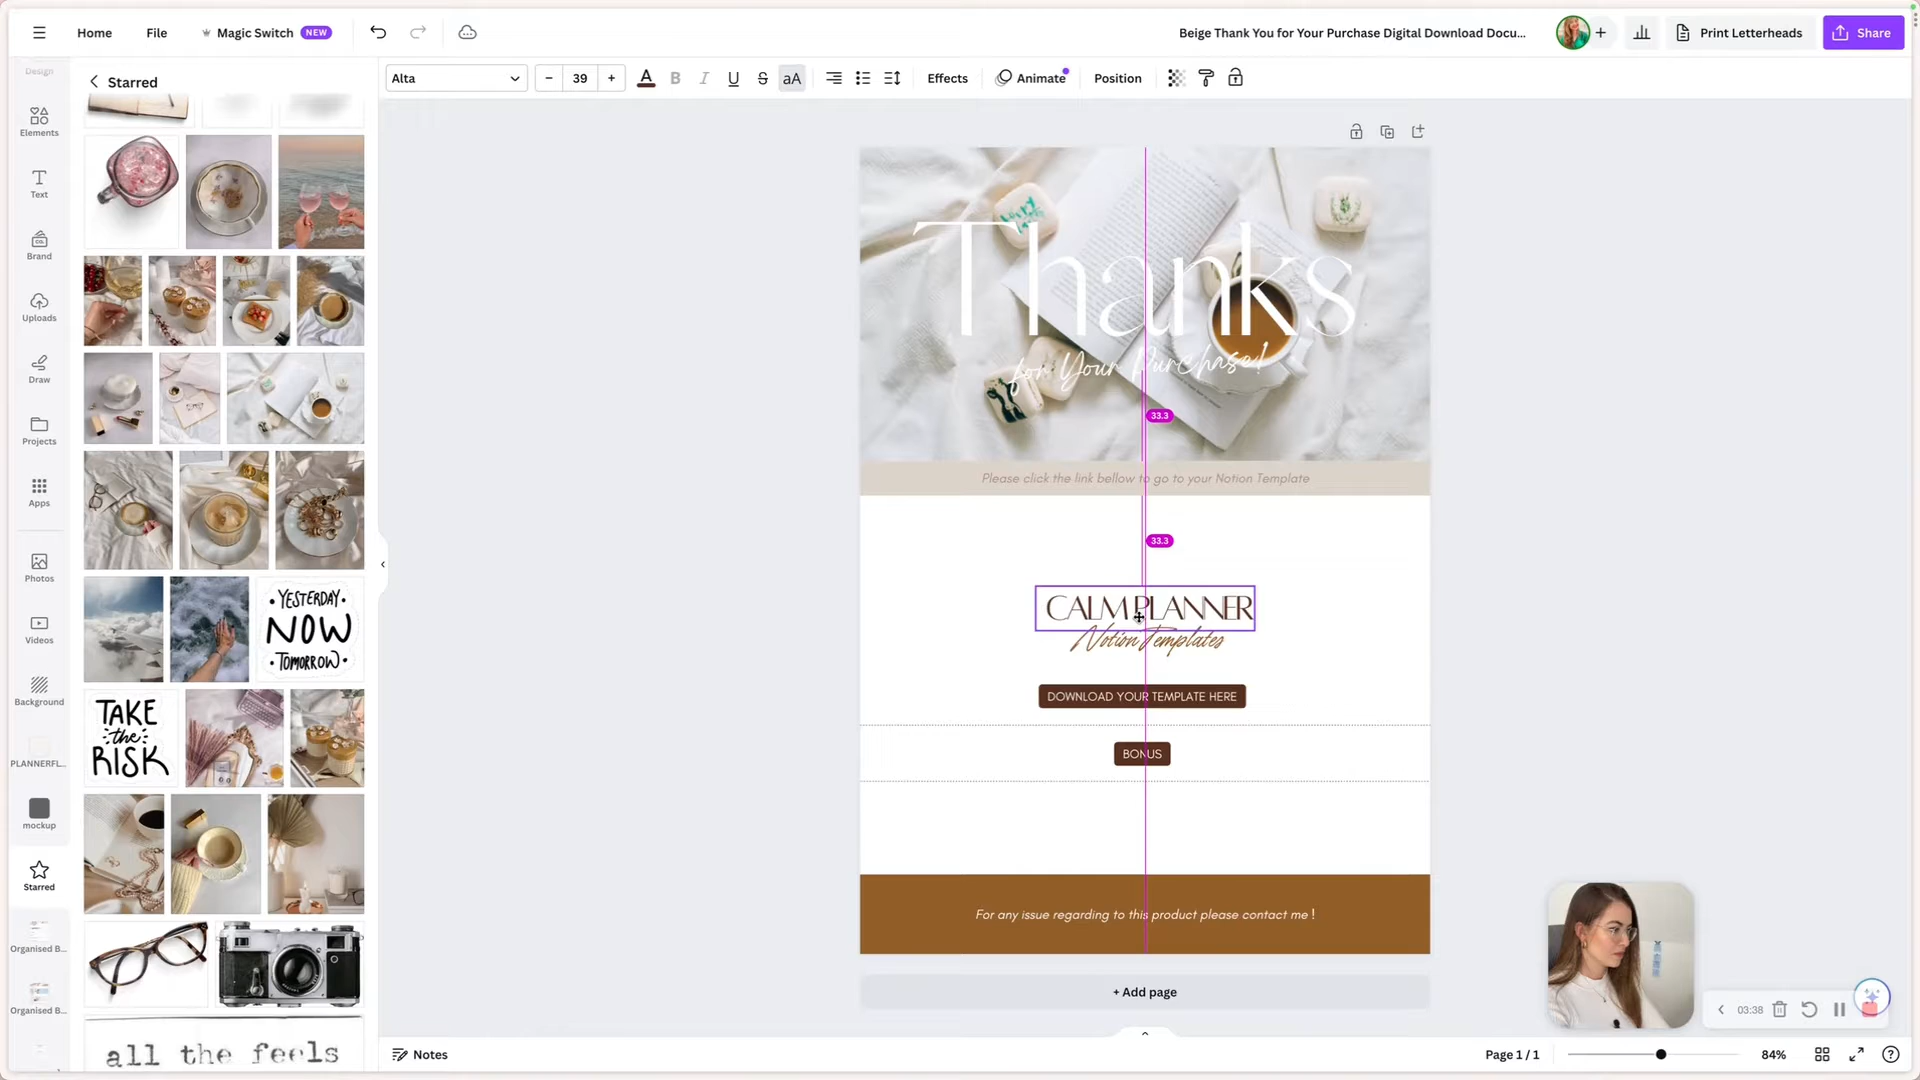 Home
File
Magic Switch NEW
Beige Thank You for Your Purchase Digital Download Docu...
Print Letterheads
Share
Design
Elements
Text
Brand
Uploads
Draw
Projects
Apps
Photos
Videos
Background
PLANNERFL...
mockup
Starred
Organised B...
Organised B...
Starred
YESTERDAY
NOW
TOMORROW
TAKE
the
RISK
all the feels
Alta
39
A
B
I
U
S
aA
Effects
Animate
Position
Thanks
for Your Purchase!
33.3
Please click the link bellow to go to your Notion Template
33.3
CALM PLANNER
Notion Templates
DOWNLOAD YOUR TEMPLATE HERE
BONUS
For any issue regarding to this product please contact me !
+ Add page
03:38
Notes
Page 1 / 1
84%